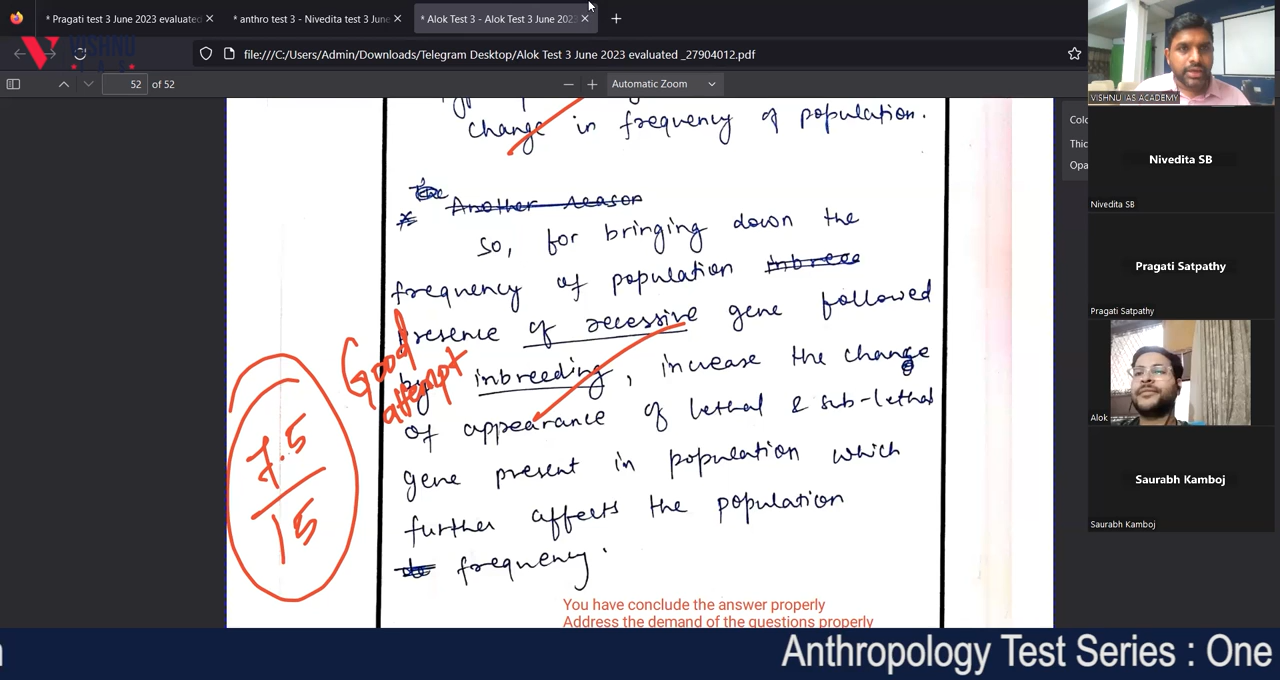 * Pragati test 3 June 2023 evaluated
* anthro test 3 - Nivedita test 3 June
* Alok Test 3 - Alok Test 3 June 2023
VISHNU
IAS
file:///C:/Users/Admin/Downloads/Telegram Desktop/Alok Test 3 June 2023 evaluated _27904012.pdf
52 of 52
Automatic Zoom
VISHNU IAS ACADEMY
Colo
Thic
Opa
change in frequency of population.
Another reason
so, for bringing down the
frequency of population inbree
presence of recessive gene followed
by inbreeding, increase the change
of appearance of lethal & sub-lethal
gene present in population which
further affects the population
frequency.
Good
attempt
7.5
15
You have conclude the answer properly
Address the demand of the questions properly
Nivedita SB
Nivedita SB
Pragati Satpathy
Pragati Satpathy
Alok
Saurabh Kamboj
Saurabh Kamboj
n
Anthropology Test Series : One